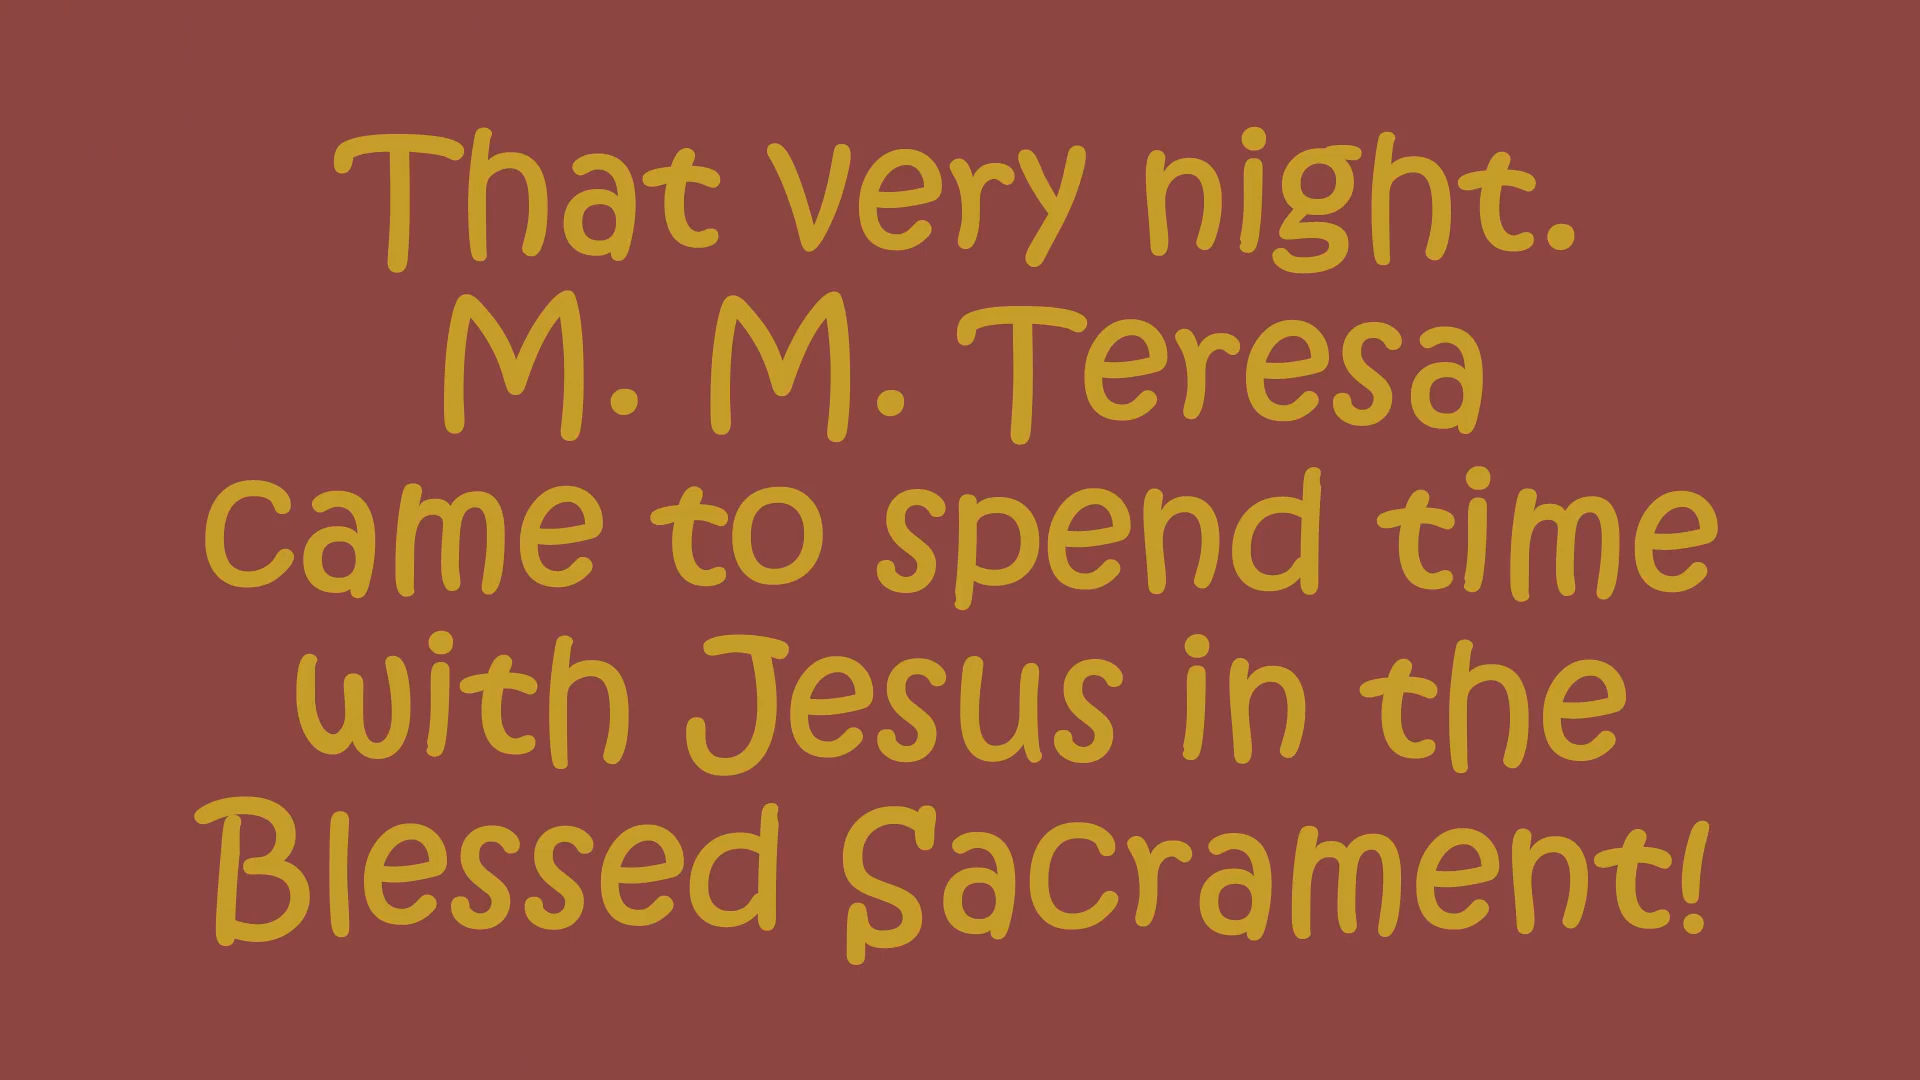 That very night.
M. M. Teresa
came to spend time
with Jesus in the
Blessed Sacrament!